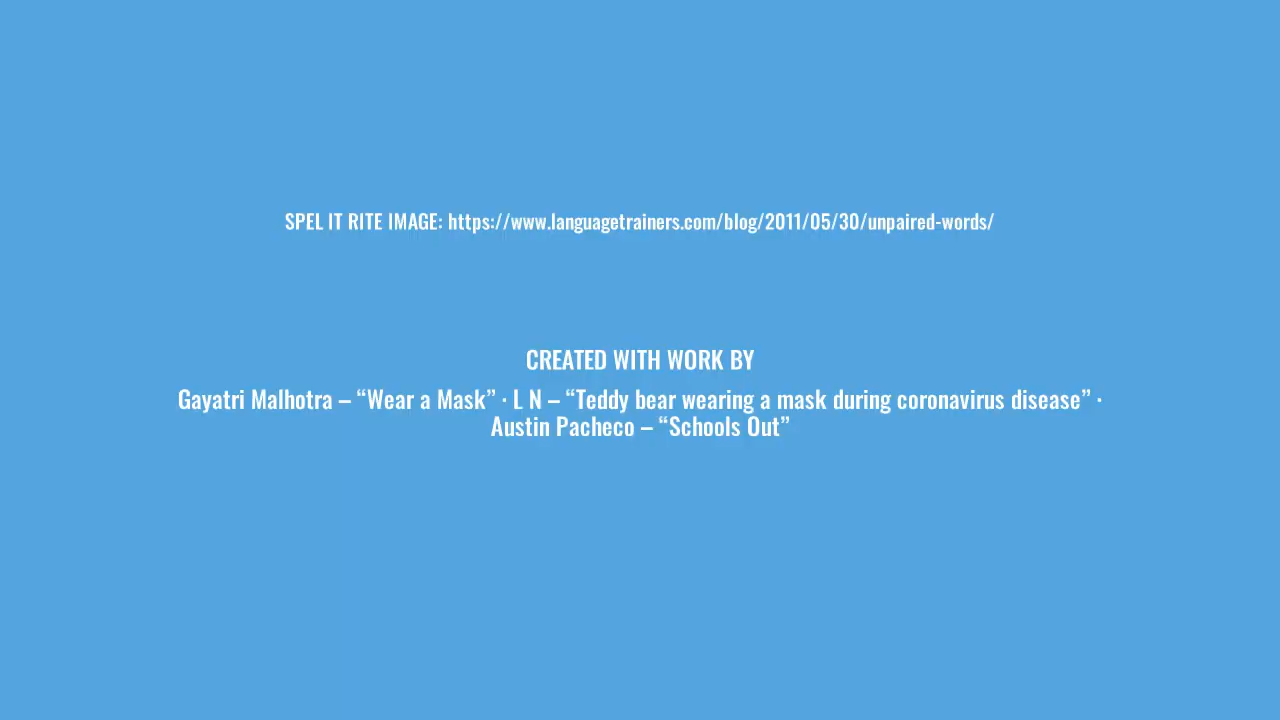 SPEL IT RITE IMAGE: https://www.languagetrainers.com/blog/2011/05/30/unpaired-words/
CREATED WITH WORK BY
Gayatri Malhotra – “Wear a Mask” · L N – “Teddy bear wearing a mask during coronavirus disease” ·
Austin Pacheco – “Schools Out”